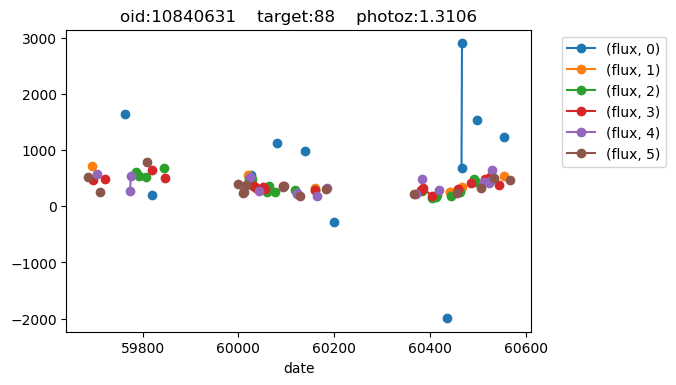 oid:10840631    target:88    photoz:1.3106
3000
2000
1000
0
−1000
−2000
59800
60000
60200
60400
60600
date
(flux, 0)
(flux, 1)
(flux, 2)
(flux, 3)
(flux, 4)
(flux, 5)